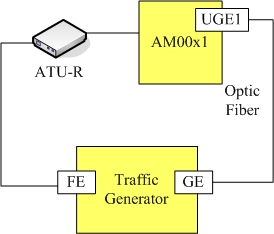 UGE1
AM00x1
ATU-R
Optic
Fiber
FE
Traffic
Generator
GE